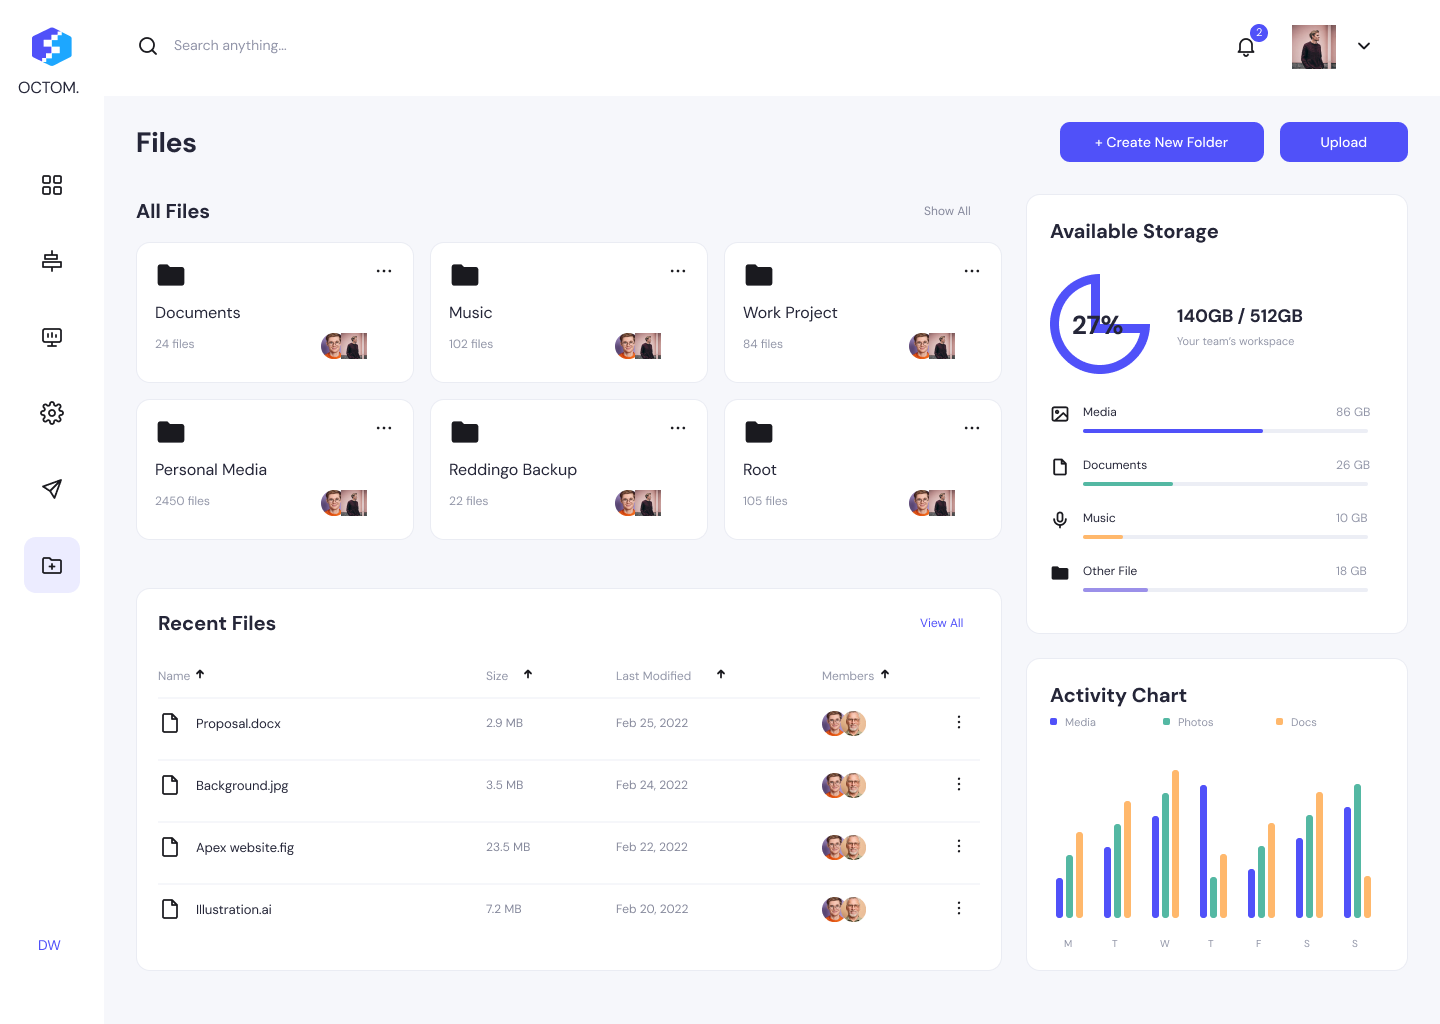 OCTOM.
Search anything...
2
Files
+ Create New Folder
Upload
All Files
Show All
Documents
24 files
Music
102 files
Work Project
84 files
Personal Media
2450 files
Reddingo Backup
22 files
Root
105 files
Available Storage
27%
140GB / 512GB
Your team's workspace
Media 86 GB
Documents 26 GB
Music 10 GB
Other File 18 GB
Recent Files
View All
Name Size Last Modified Members
Proposal.docx 2.9 MB Feb 25, 2022
Background.jpg 3.5 MB Feb 24, 2022
Apex website.fig 23.5 MB Feb 22, 2022
Illustration.ai 7.2 MB Feb 20, 2022
Activity Chart
Media Photos Docs
M T W T F S S
DW